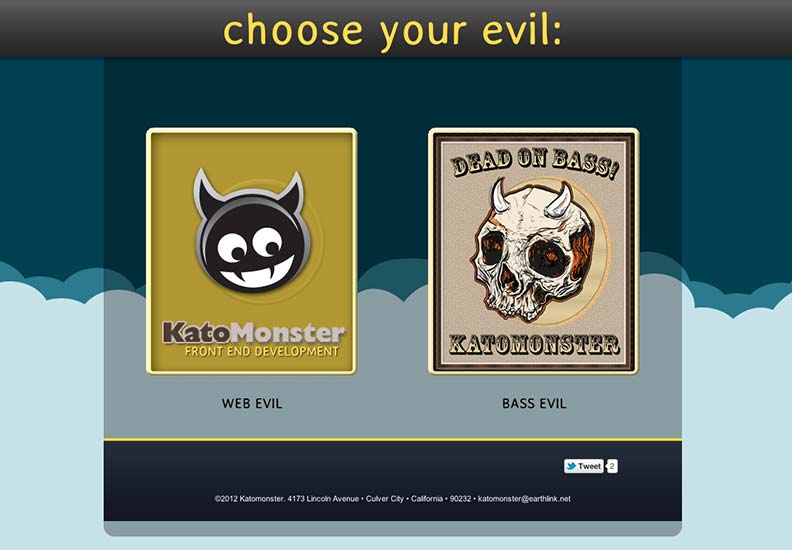 choose your evil:
DEAD ON BASS!
KatoMonster
FRONT END DEVELOPMENT
KATOMONSTER
WEB EVIL
BASS EVIL
Tweet 2
©2012 Katomonster. 4173 Lincoln Avenue • Culver City • California • 90232 • katomonster@earthlink.net